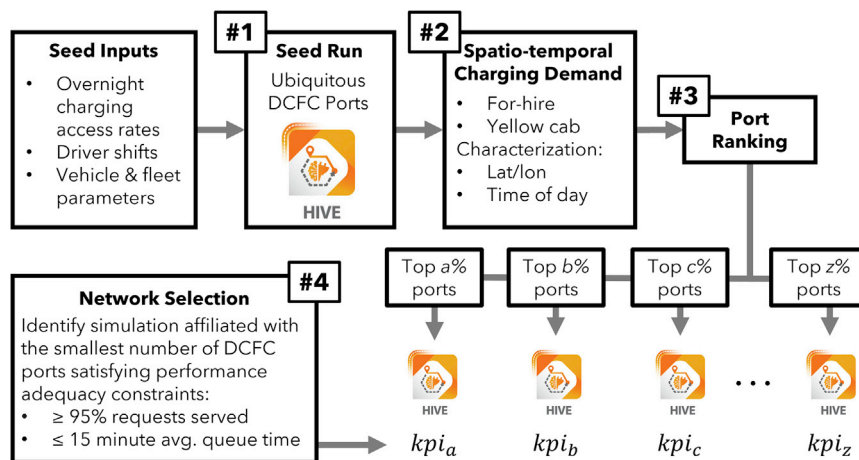 Seed Inputs
• Overnight
charging
access rates
• Driver shifts
• Vehicle & fleet
parameters
#1
Seed Run
Ubiquitous
DCFC Ports
HIVE
#2
Spatio-temporal
Charging Demand
• For-hire
• Yellow cab
Characterization:
• Lat/lon
• Time of day
#3
Port
Ranking
Top a%
ports
Top b%
ports
Top c%
ports
Top z%
ports
HIVE
HIVE
HIVE
...
HIVE
kpi_a
kpi_b
kpi_c
kpi_z
#4
Network Selection
Identify simulation affiliated with
the smallest number of DCFC
ports satisfying performance
adequacy constraints:
• ≥ 95% requests served
• ≤ 15 minute avg. queue time